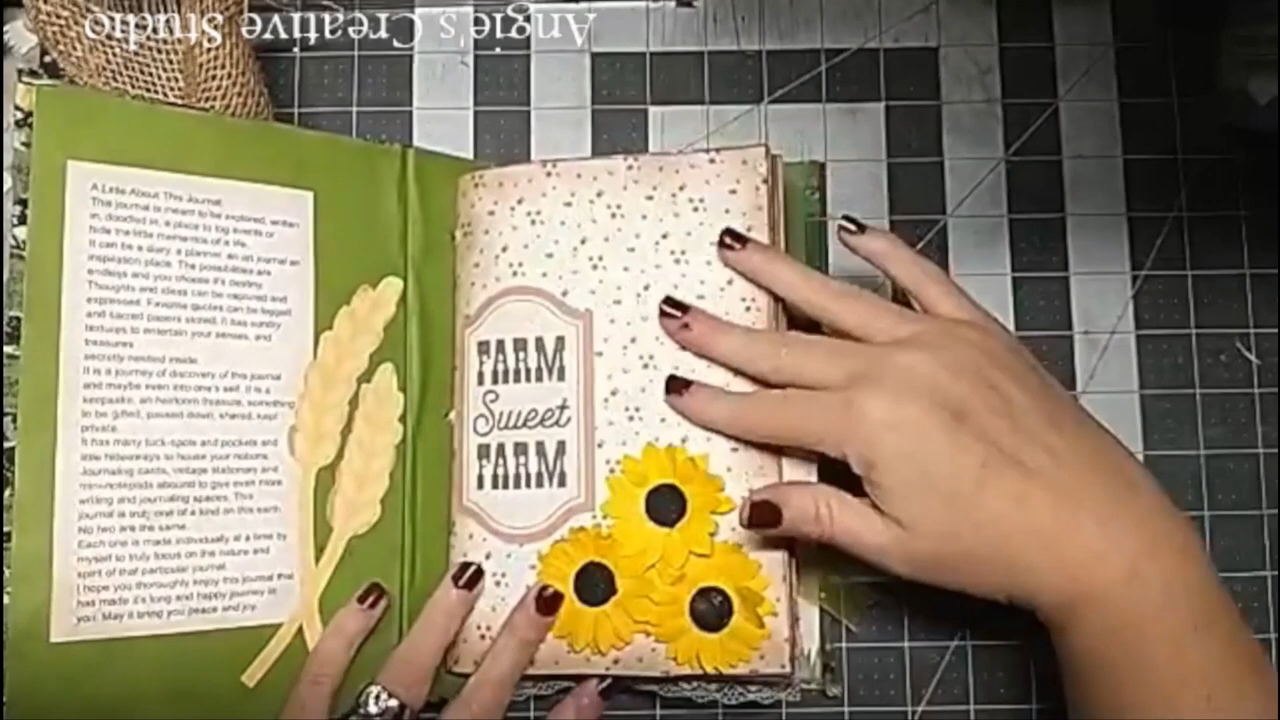 Angie's Creative Studio
A Little About This Journal
This journal is meant to be explored, written
in, doodled in, a place to log events or
hide the little mementos of a life.
It can be a diary, a planner, an art journal an
inspiration place. The possibilities are
endless and you choose it's destiny.
Thoughts and ideas can be captured and
expressed. Favorite quotes can be logged
and sacred papers stored. It has sundry
textures to entertain your senses, and
treasures
secretly nestled inside.
It is a journey of discovery of this journal
and maybe even into one's self. It is a
keepsake, an heirloom treasure, something
to be gifted, passed down, shared, kept
private.
It has many tuck-spots and pockets and
little hideaways to house your notions.
Journaling cards, vintage stationary and
mini-notepads abound to give even more
writing and journaling spaces. This
journal is truly one of a kind on this earth.
No two are the same.
Each one is made individually at a time by
myself to truly focus on the nature and
spirit of that particular journal.
I hope you thoroughly enjoy this journal that
has made it's long and happy journey to
you. May it bring you peace and joy.
FARM
Sweet
FARM